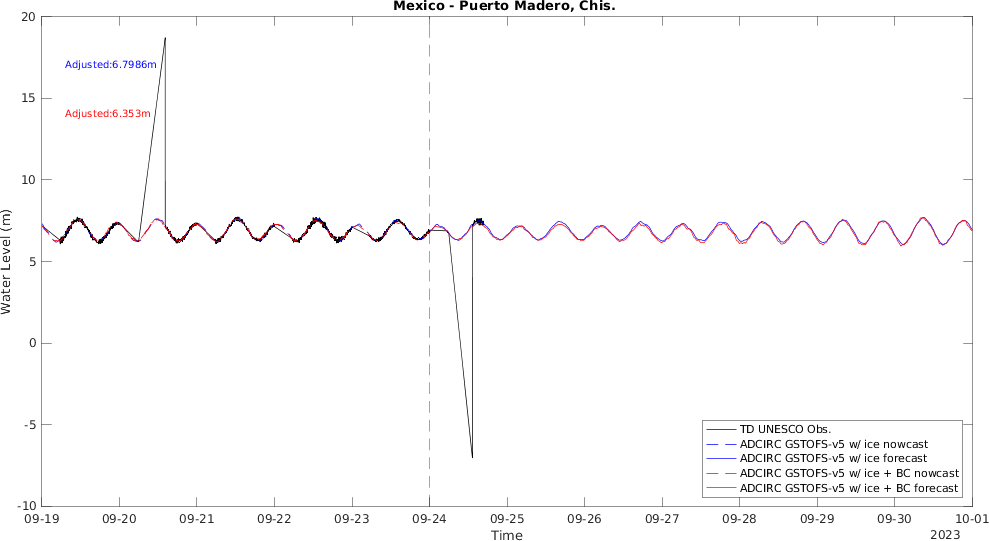 Mexico - Puerto Madero, Chis.
20
15
10
5
0
-5
-10
Water Level (m)
Adjusted:6.7986m
Adjusted:6.353m
TD UNESCO Obs.
ADCIRC GSTOFS-v5 w/ ice nowcast
ADCIRC GSTOFS-v5 w/ ice forecast
ADCIRC GSTOFS-v5 w/ ice + BC nowcast
ADCIRC GSTOFS-v5 w/ ice + BC forecast
09-19 09-20 09-21 09-22 09-23 09-24 09-25 09-26 09-27 09-28 09-29 09-30 10-01
Time
2023